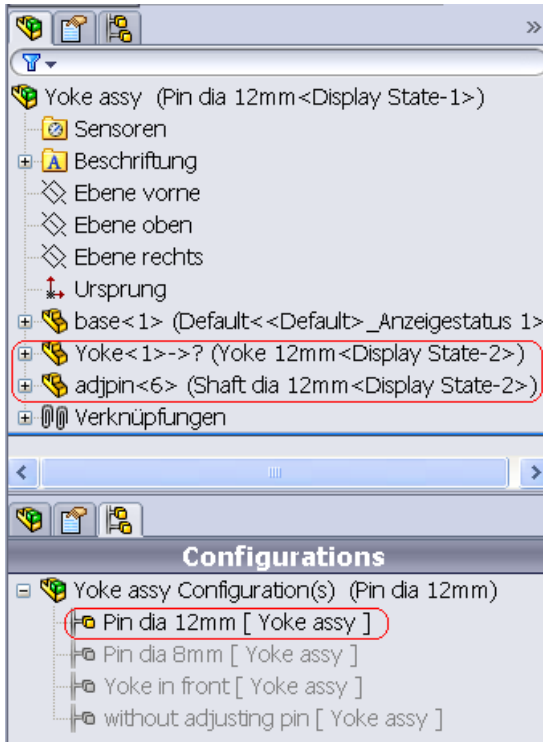 Yoke assy (Pin dia 12mm<Display State-1>)
Sensoren
Beschriftung
Ebene vorne
Ebene oben
Ebene rechts
Ursprung
base<1> (Default<<Default>_Anzeigestatus 1>
Yoke<1>->? (Yoke 12mm<Display State-2>)
adjpin<6> (Shaft dia 12mm<Display State-2>)
Verknüpfungen
Configurations
Yoke assy Configuration(s) (Pin dia 12mm)
Pin dia 12mm [ Yoke assy ]
Pin dia 8mm [ Yoke assy ]
Yoke in front [ Yoke assy ]
without adjusting pin [ Yoke assy ]